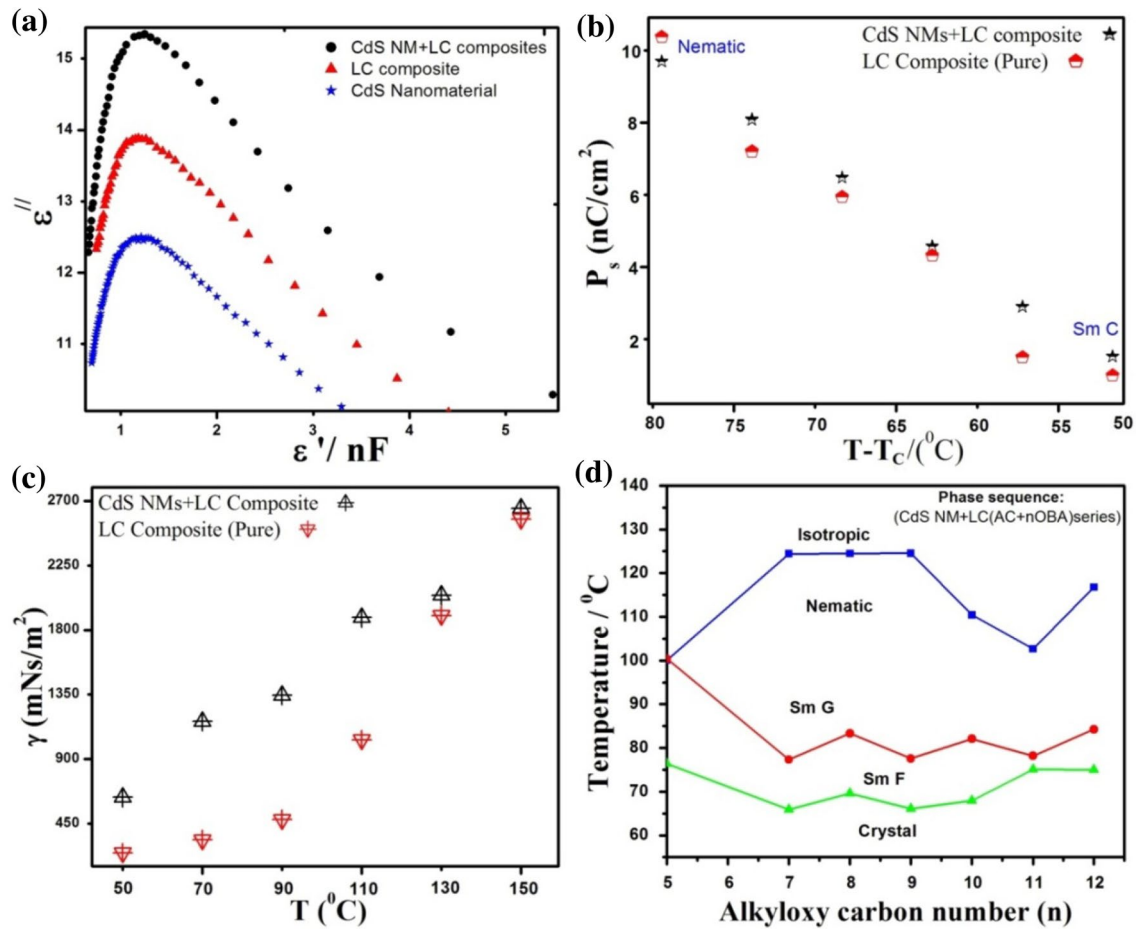 (a)
CdS NM+LC composites
LC composite
CdS Nanomaterial
ε//
15
14
13
12
11
1 2 3 4 5
ε'/ nF
(b)
CdS NMs+LC composite
LC Composite (Pure)
Nematic
Sm C
P s (nC/cm2)
10
8
6
4
2
80 75 70 65 60 55 50
T-TC/(0C)
(c)
CdS NMs+LC Composite
LC Composite (Pure)
γ (mNs/m2)
2700
2250
1800
1350
900
450
50 70 90 110 130 150
T (0C)
(d)
Phase sequence:
(CdS NM+LC(AC+nOBA)series)
Isotropic
Nematic
Sm G
Sm F
Crystal
Temperature / 0C
140
130
120
110
100
90
80
70
60
5 7 8 9 10 11 12
Alkyloxy carbon number (n)